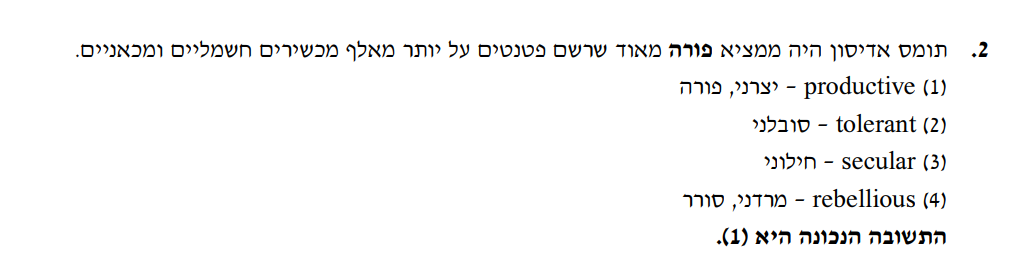 2. תומס אדיסון היה ממציא פורה מאוד שרשם פטנטים על יותר מאלף מכשירים חשמליים ומכאניים.
(1) productive – יצרני, פורה
(2) tolerant – סובלני
(3) secular – חילוני
(4) rebellious – מרדני, סורר
התשובה הנכונה היא (1).